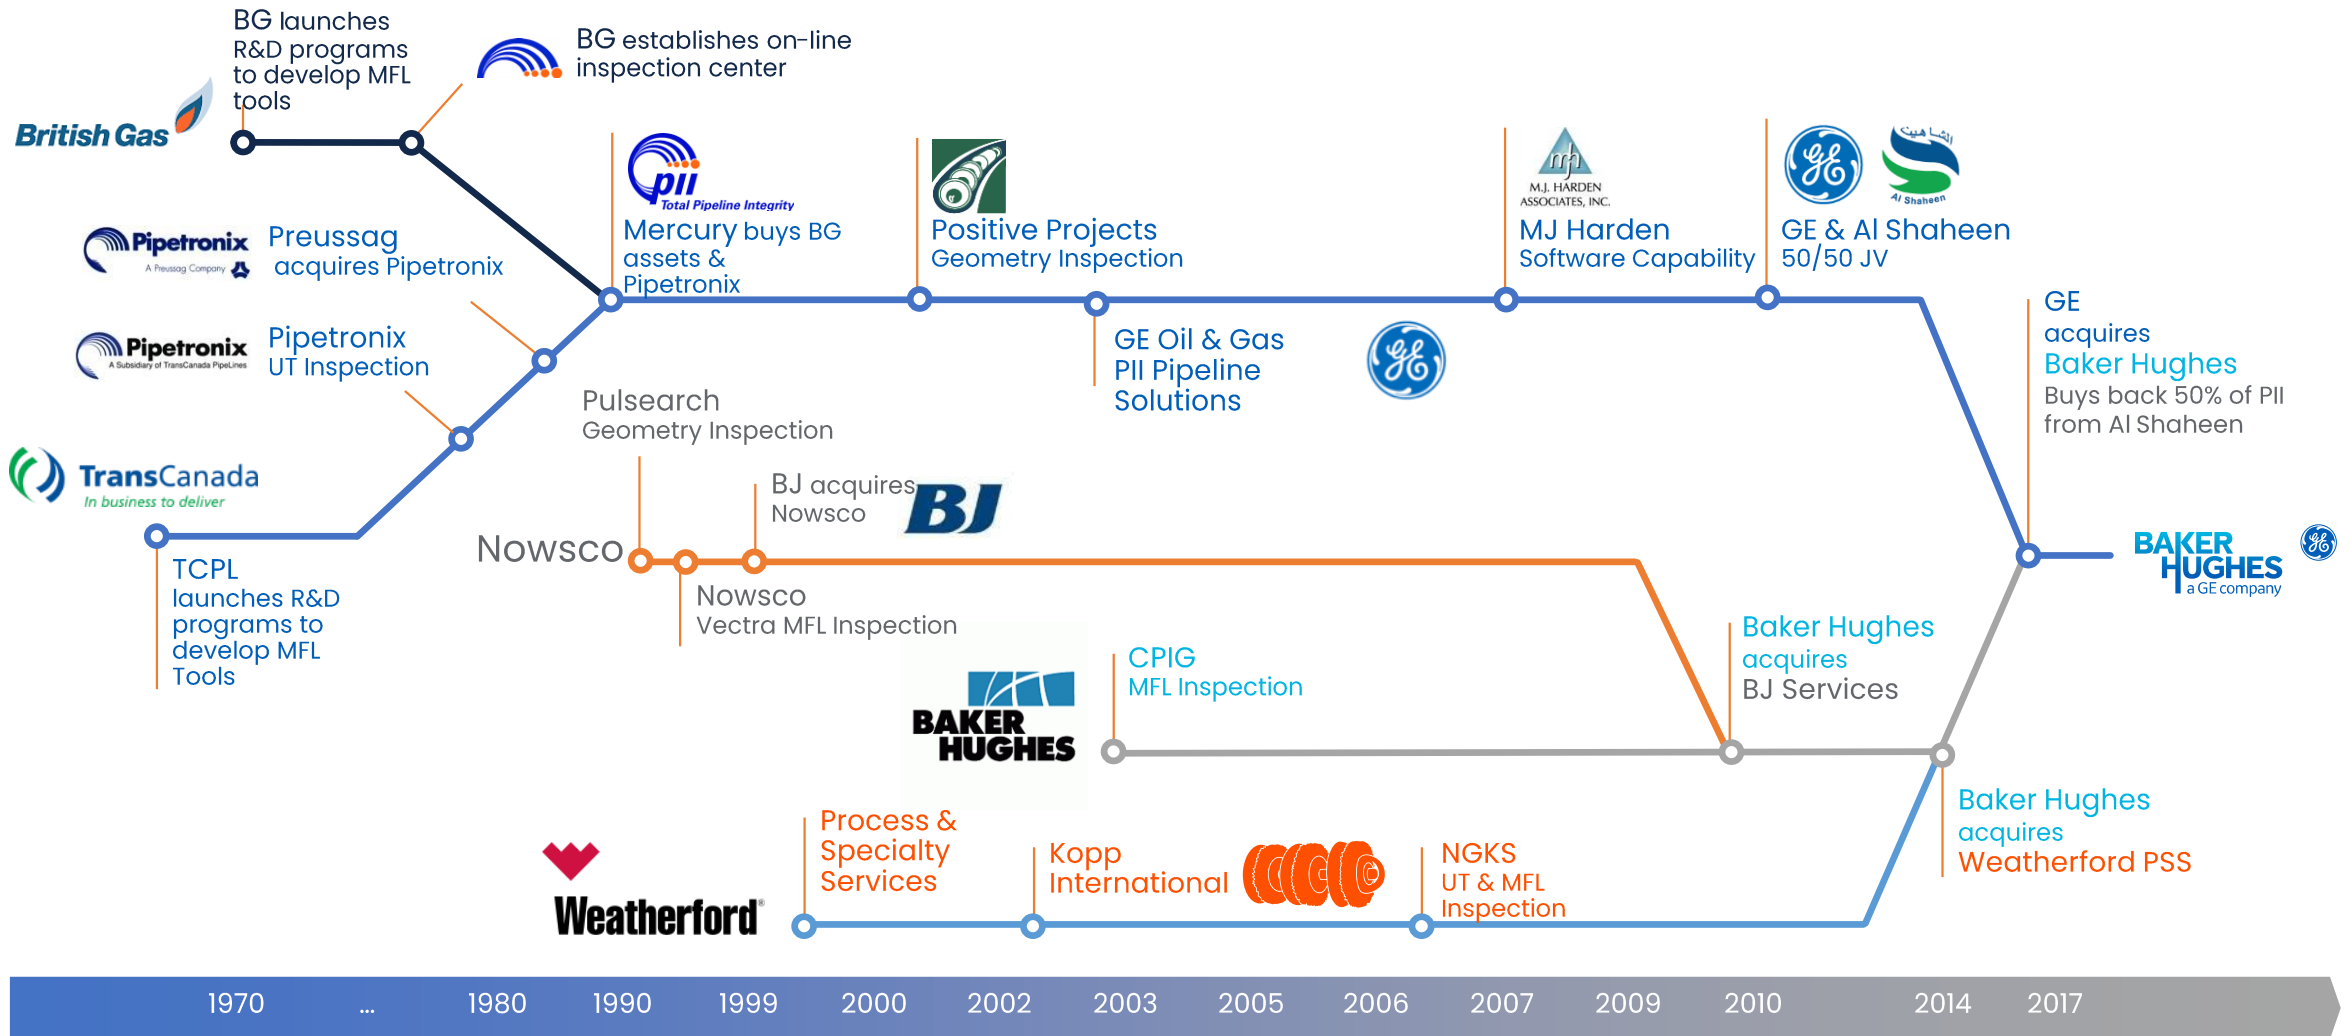 BG launches
R&D programs
to develop MFL
tools
BG establishes on-line
inspection center
British Gas
pii
Total Pipeline Integrity
Mercury buys BG
assets &
Pipetronix
Positive Projects
Geometry Inspection
mjh
M.J. HARDEN
ASSOCIATES, INC.
MJ Harden
Software Capability
GE
الشاهين
Al Shaheen
GE & Al Shaheen
50/50 JV
Pipetronix
A Preussag Company
Preussag
acquires Pipetronix
Pipetronix
A Subsidiary of TransCanada PipeLines
Pipetronix
UT Inspection
GE Oil & Gas
PII Pipeline
Solutions
GE
GE
acquires
Baker Hughes
Buys back 50% of PII
from Al Shaheen
Pulsearch
Geometry Inspection
TransCanada
In business to deliver
BJ acquires
Nowsco
BJ
Nowsco
TCPL
launches R&D
programs to
develop MFL
Tools
Nowsco
Vectra MFL Inspection
BAKER
HUGHES
a GE company
GE
BAKER
HUGHES
CPIG
MFL Inspection
Baker Hughes
acquires
BJ Services
Baker Hughes
acquires
Weatherford PSS
Weatherford®
Process &
Specialty
Services
Kopp
International
NGKS
UT & MFL
Inspection
1970 ... 1980 1990 1999 2000 2002 2003 2005 2006 2007 2009 2010 2014 2017